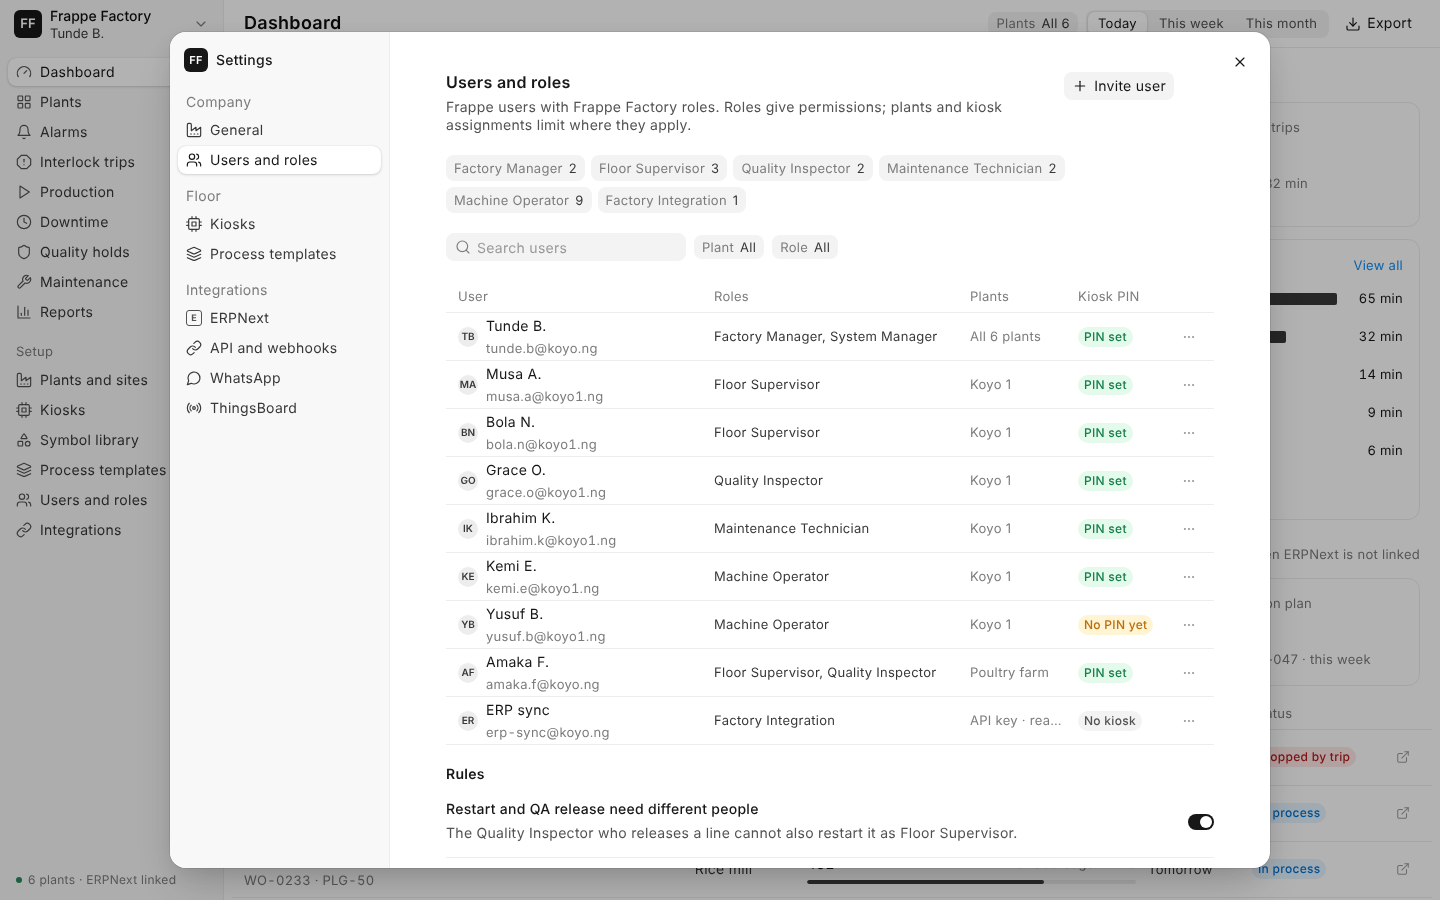 FF
Frappe Factory
Tunde B.
Dashboard
Plants
Alarms
Interlock trips
Production
Downtime
Quality holds
Maintenance
Reports
Setup
Plants and sites
Kiosks
Symbol library
Process templates
Users and roles
Integrations
6 plants · ERPNext linked
Dashboard
Plants All 6
Today
This week
This month
Export
FF
Settings
Company
General
Users and roles
Floor
Kiosks
Process templates
Integrations
E ERPNext
API and webhooks
WhatsApp
ThingsBoard
Users and roles
Frappe users with Frappe Factory roles. Roles give permissions; plants and kiosk
assignments limit where they apply.
Invite user
Factory Manager 2 Floor Supervisor 3 Quality Inspector 2 Maintenance Technician 2
Machine Operator 9 Factory Integration 1
Search users Plant All Role All
User Roles Plants Kiosk PIN
TB Tunde B. Factory Manager, System Manager All 6 plants PIN set
tunde.b@koyo.ng
MA Musa A. Floor Supervisor Koyo 1 PIN set
musa.a@koyo1.ng
BN Bola N. Floor Supervisor Koyo 1 PIN set
bola.n@koyo1.ng
GO Grace O. Quality Inspector Koyo 1 PIN set
grace.o@koyo1.ng
IK Ibrahim K. Maintenance Technician Koyo 1 PIN set
ibrahim.k@koyo1.ng
KE Kemi E. Machine Operator Koyo 1 PIN set
kemi.e@koyo1.ng
YB Yusuf B. Machine Operator Koyo 1 No PIN yet
yusuf.b@koyo1.ng
AF Amaka F. Floor Supervisor, Quality Inspector Poultry farm PIN set
amaka.f@koyo.ng
ER ERP sync Factory Integration API key · rea... No kiosk
erp-sync@koyo.ng
Rules
Restart and QA release need different people
The Quality Inspector who releases a line cannot also restart it as Floor Supervisor.
trips
32 min
View all
65 min
32 min
14 min
9 min
6 min
en ERPNext is not linked
on plan
-047 · this week
atus
opped by trip
process
In process
WO-0233 · PLG-50
Rice mill
Tomorrow